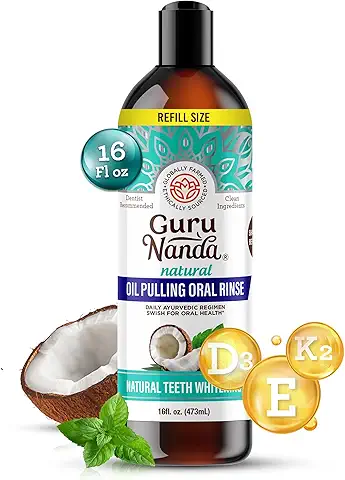 REFILL SIZE
16
Fl oz
GLOBALLY FARMED
ETHICALLY SOURCED
Dentist
Recommended
Clean
Ingredients
Guru
Nanda®
natural
OIL PULLING ORAL RINSE
DAILY AYURVEDIC REGIMEN
SWISH FOR ORAL HEALTH*
NATURAL TEETH WHITENING
16fl. oz. (473mL)
D3
K2
E